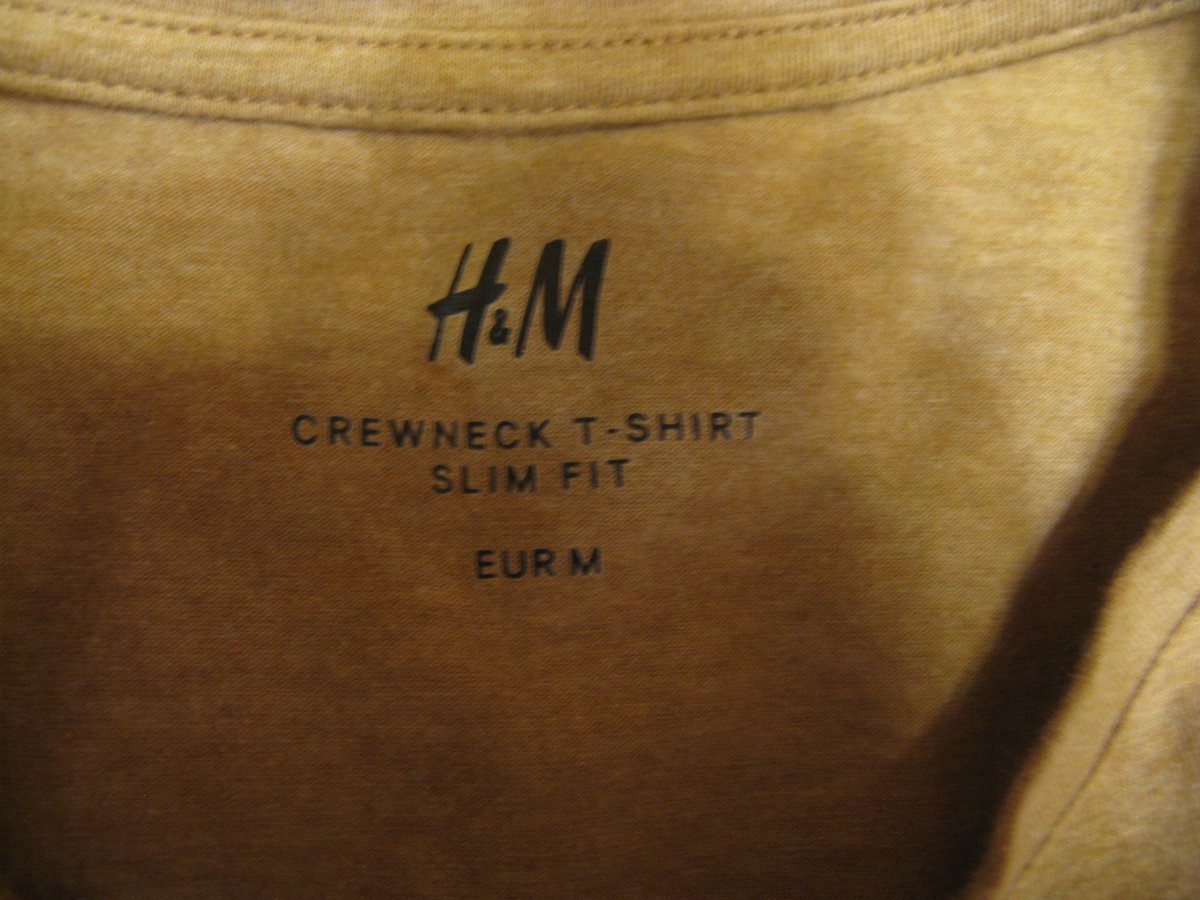 H&M
CREWNECK T-SHIRT
SLIM FIT
EUR M